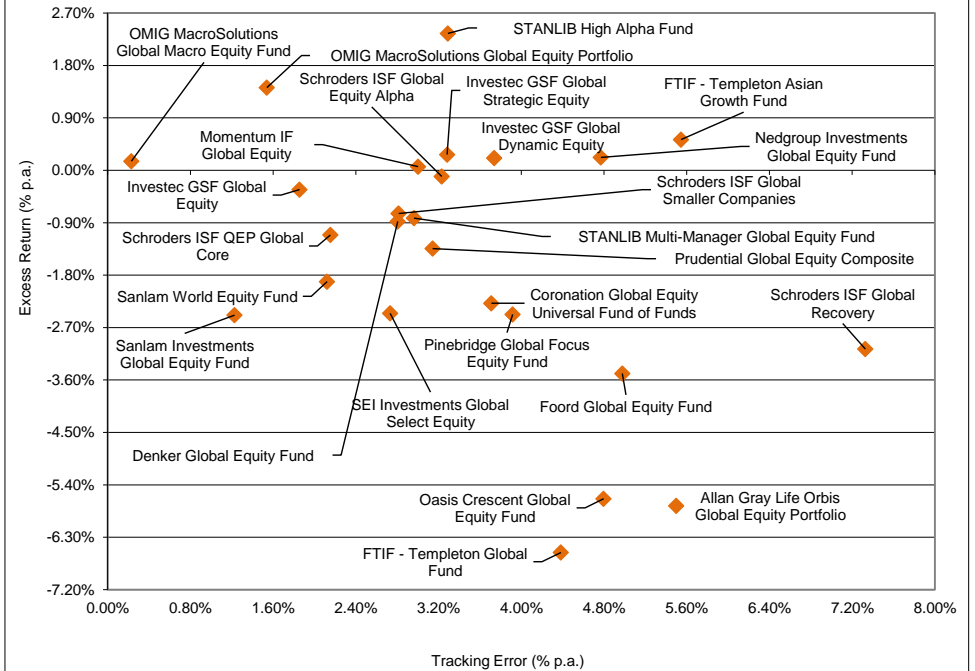 2.70%
1.80%
0.90%
0.00%
-0.90%
-1.80%
-2.70%
-3.60%
-4.50%
-5.40%
-6.30%
-7.20%
Excess Return (% p.a.)
OMIG MacroSolutions
Global Macro Equity Fund
STANLIB High Alpha Fund
OMIG MacroSolutions Global Equity Portfolio
Schroders ISF Global
Equity Alpha
Investec GSF Global
Strategic Equity
FTIF - Templeton Asian
Growth Fund
Momentum IF
Global Equity
Investec GSF Global
Dynamic Equity
Nedgroup Investments
Global Equity Fund
Investec GSF Global
Equity
Schroders ISF Global
Smaller Companies
Schroders ISF QEP Global
Core
STANLIB Multi-Manager Global Equity Fund
Prudential Global Equity Composite
Sanlam World Equity Fund
Coronation Global Equity
Universal Fund of Funds
Schroders ISF Global
Recovery
Sanlam Investments
Global Equity Fund
Pinebridge Global Focus
Equity Fund
SEI Investments Global
Select Equity
Foord Global Equity Fund
Denker Global Equity Fund
Oasis Crescent Global
Equity Fund
Allan Gray Life Orbis
Global Equity Portfolio
FTIF - Templeton Global
Fund
0.00% 0.80% 1.60% 2.40% 3.20% 4.00% 4.80% 5.60% 6.40% 7.20% 8.00%
Tracking Error (% p.a.)